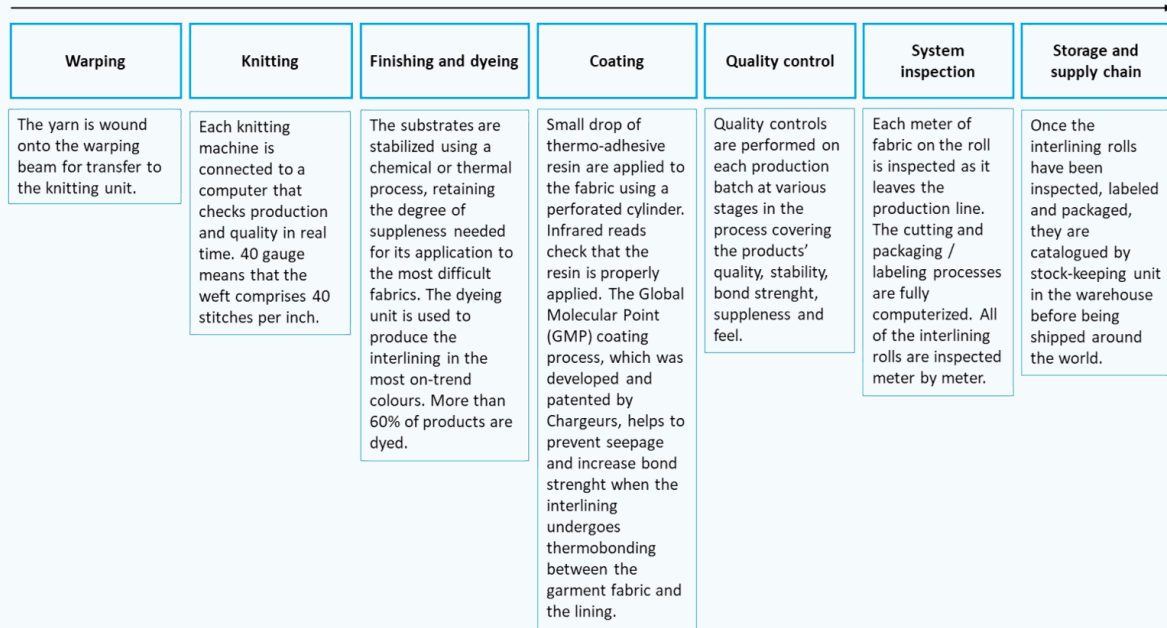 Warping
Knitting
Finishing and dyeing
Coating
Quality control
System
inspection
Storage and
supply chain
The yarn is wound
onto the warping
beam for transfer to
the knitting unit.
Each knitting
machine is
connected to a
computer that
checks production
and quality in real
time. 40 gauge
means that the
weft comprises 40
stitches per inch.
The substrates are
stabilized using a
chemical or thermal
process, retaining
the degree of
suppleness needed
for its application to
the most difficult
fabrics. The dyeing
unit is used to
produce the
interlining in the
most on-trend
colours. More than
60% of products are
dyed.
Small drop of
thermo-adhesive
resin are applied to
the fabric using a
perforated cylinder.
Infrared reads
check that the
resin is properly
applied. The Global
Molecular Point
(GMP) coating
process, which was
developed and
patented by
Chargeurs, helps to
prevent seepage
and increase bond
strenght when the
interlining
undergoes
thermobonding
between the
garment fabric and
the lining.
Quality controls
are performed on
each production
batch at various
stages in the
process covering
the products'
quality, stability,
bond strenght,
suppleness and
feel.
Each meter of
fabric on the roll
is inspected as it
leaves the
production line.
The cutting and
packaging /
labeling processes
are fully
computerized. All
of the interlining
rolls are inspected
meter by meter.
Once the
interlining rolls
have been
inspected, labeled
and packaged,
they are
catalogued by
stock-keeping unit
in the warehouse
before being
shipped around
the world.